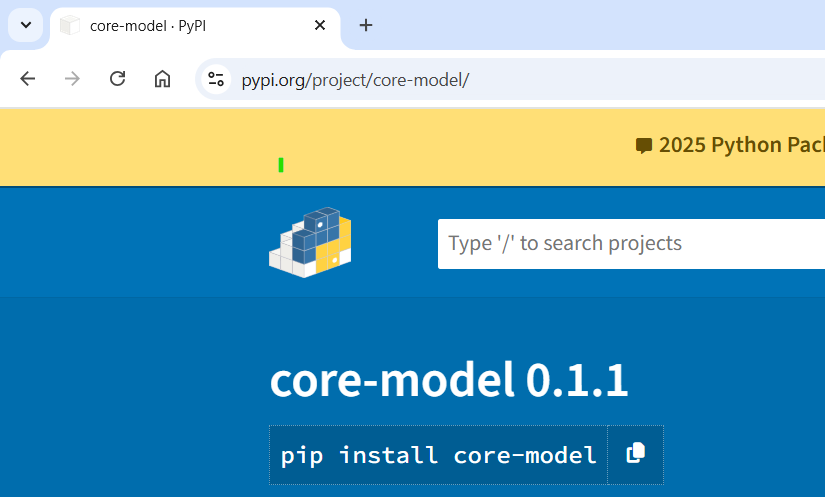 core-model · PyPI
pypi.org/project/core-model/
2025 Python Pack
Type '/' to search projects
core-model 0.1.1
pip install core-model